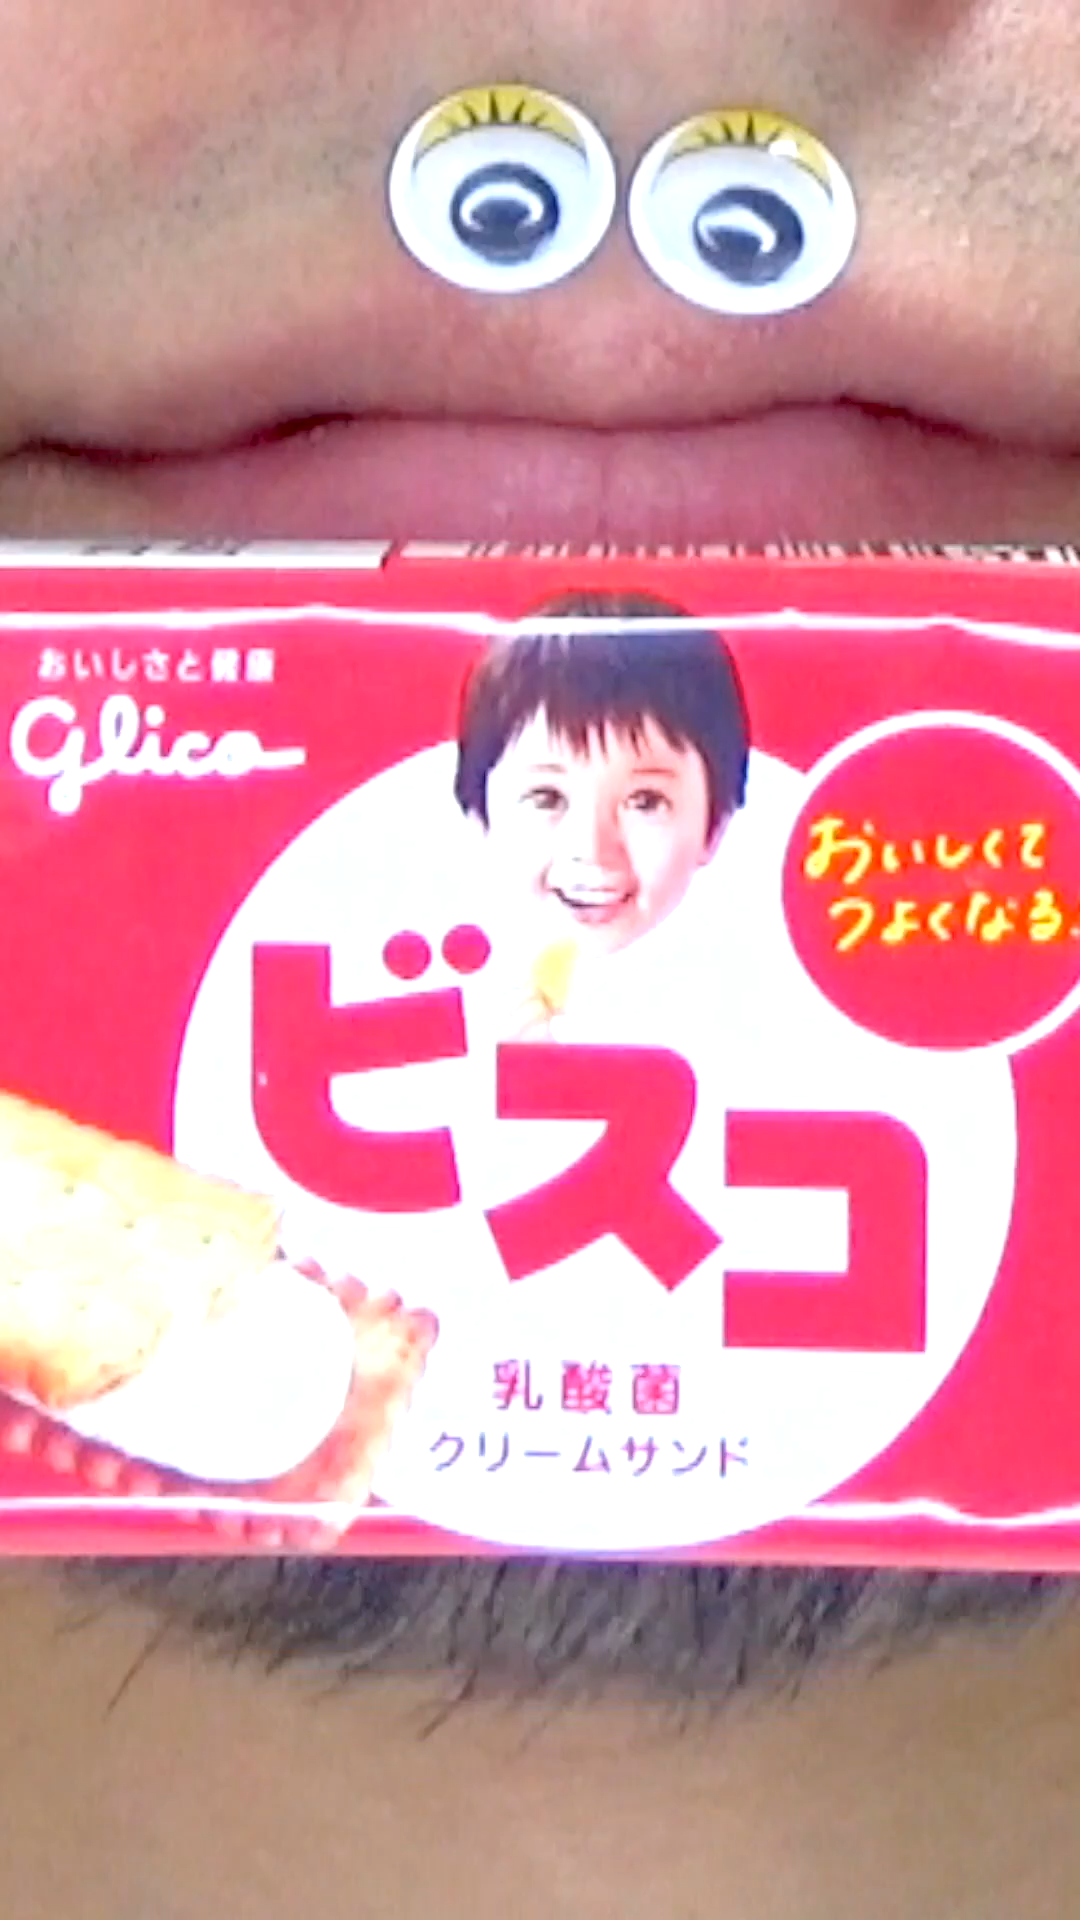 おいしさと健康
glico
おいしくて
つよくなる。
ビスコ
乳酸菌
クリームサンド